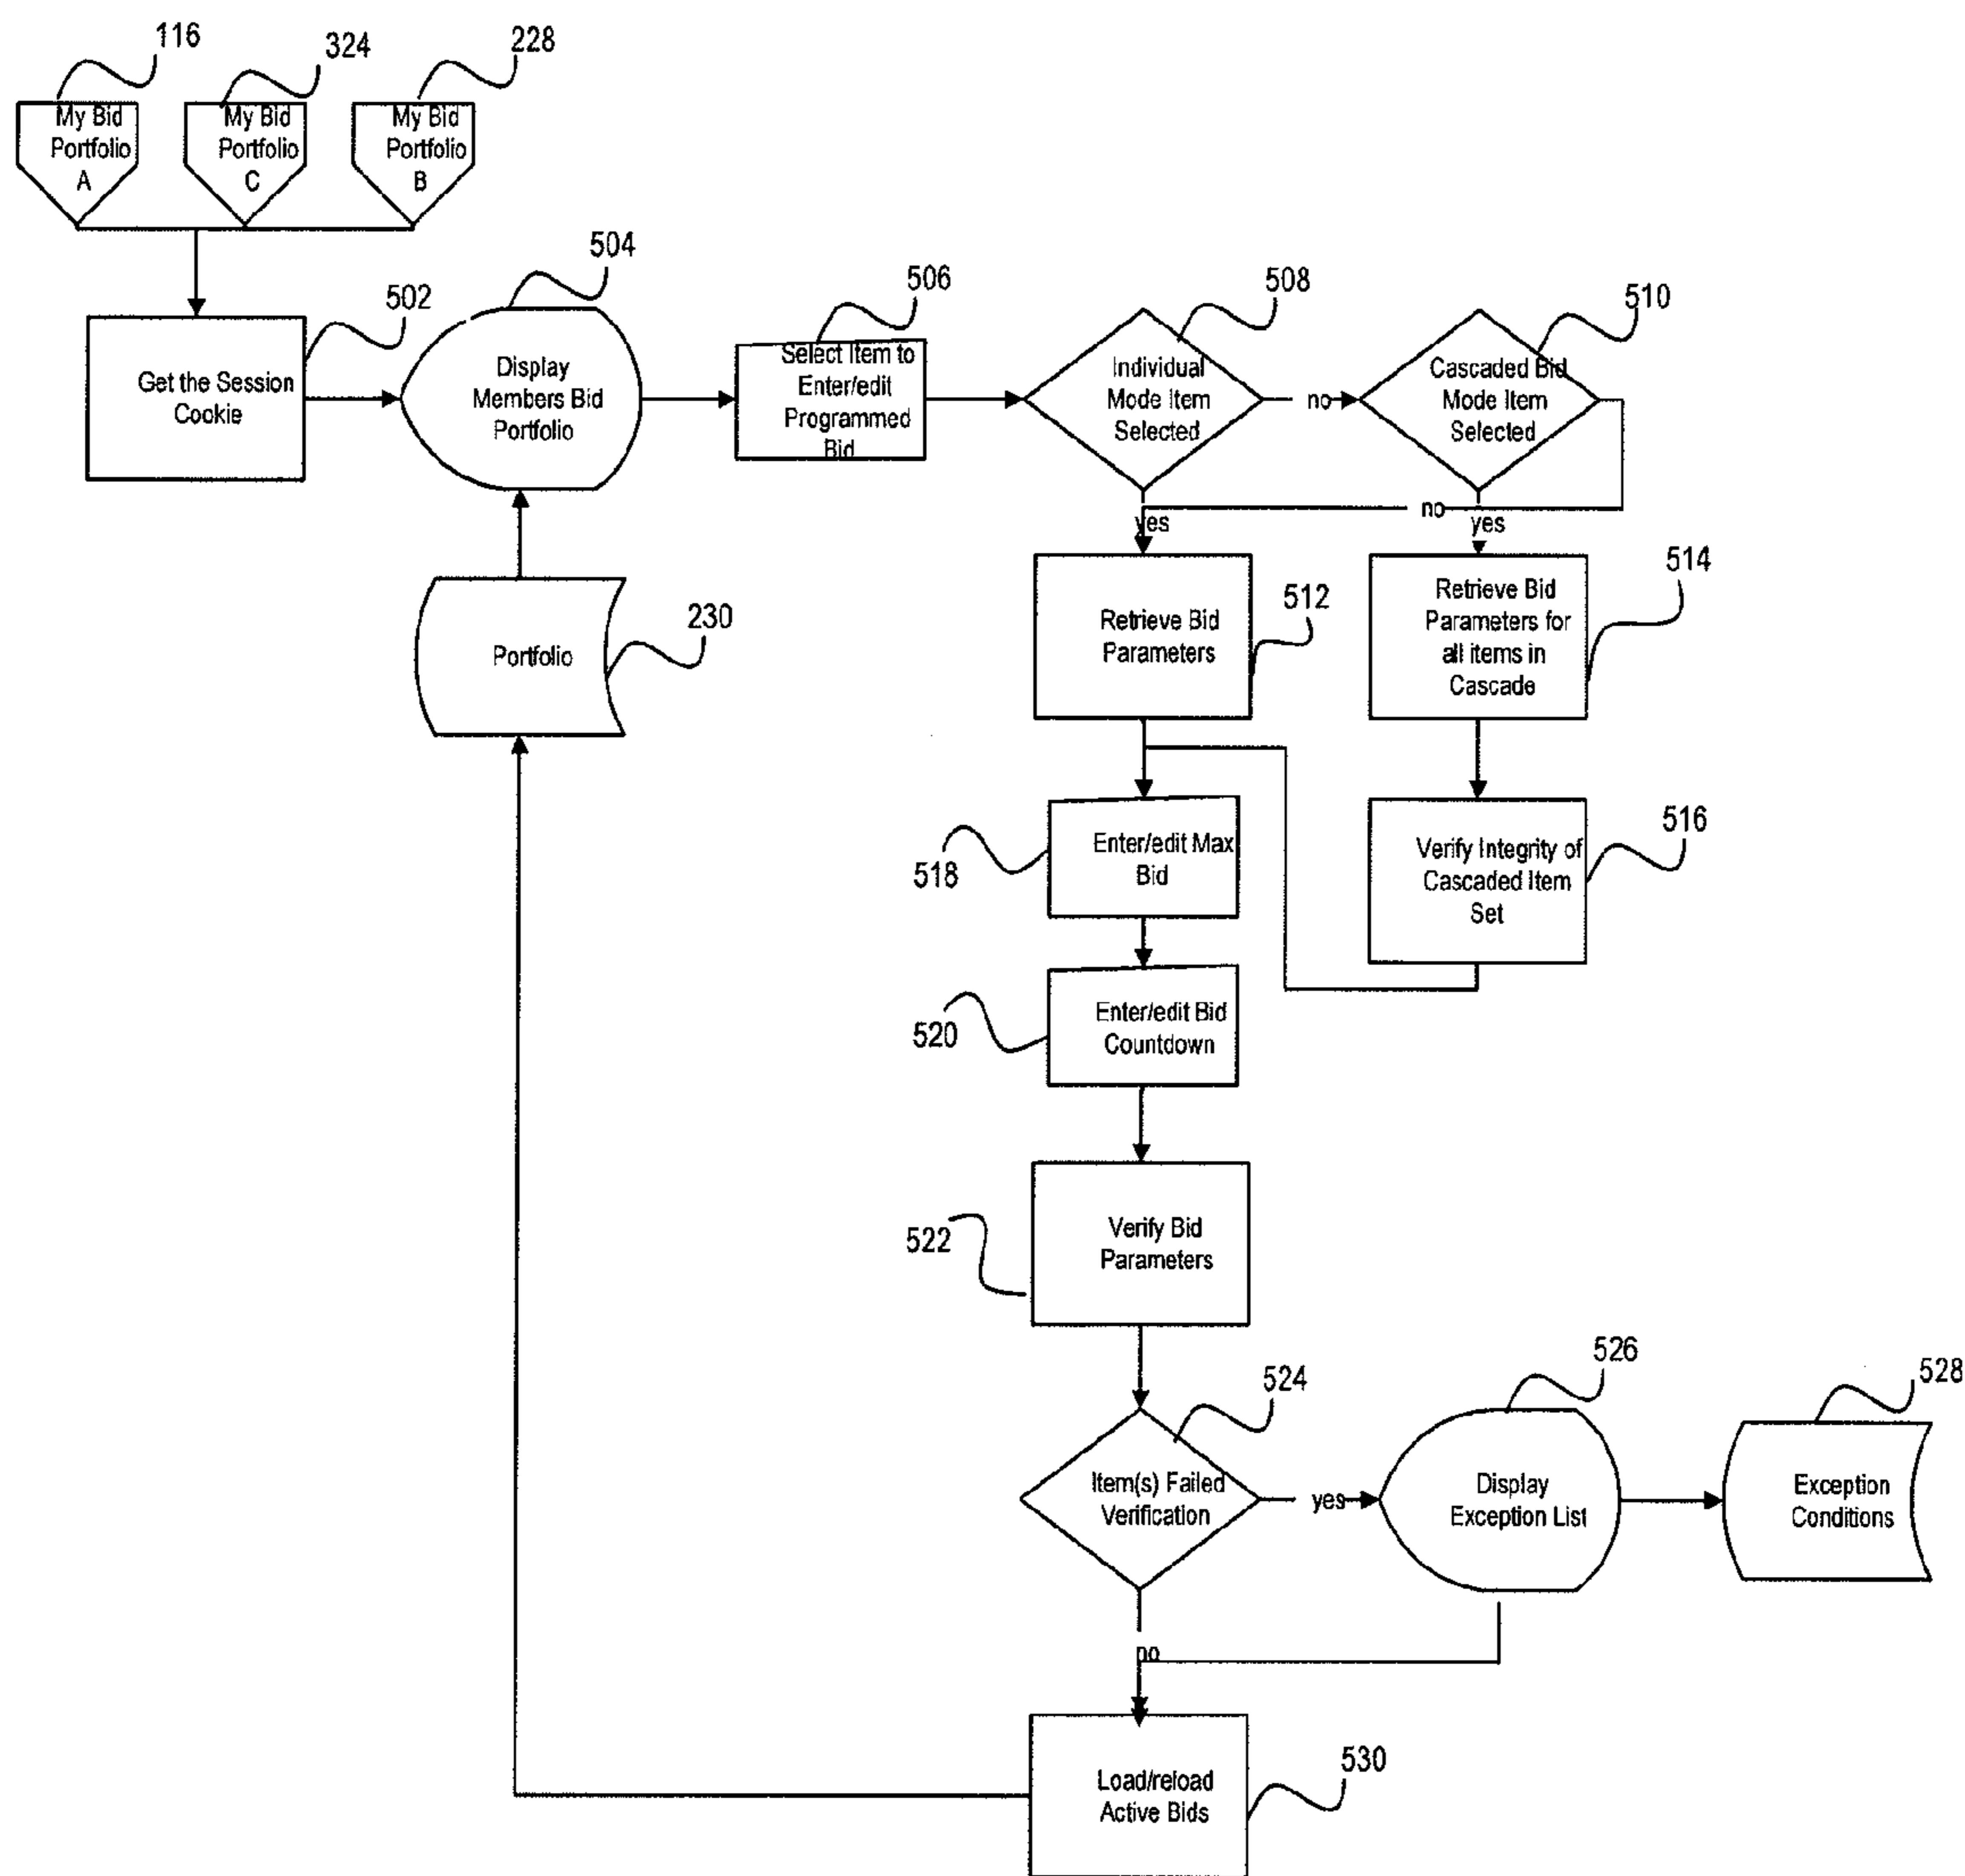 116
324
228
My Bid
Portfolio
A
My Bid
Portfolio
C
My Bid
Portfolio
B
502
504
506
508
510
Get the Session
Cookie
Display
Members Bid
Portfolio
Select Item to
Enter/edit
Programmed
Bid
Individual
Mode Item
Selected
no
Cascaded Bid
Mode Item
Selected
yes
no
yes
Portfolio
230
Retrieve Bid
Parameters
512
Retrieve Bid
Parameters for
all items in
Cascade
514
Enter/edit Max
Bid
518
Verify Integrity of
Cascaded Item
Set
516
Enter/edit Bid
Countdown
520
Verify Bid
Parameters
522
524
526
528
Item(s) Failed
Verification
yes
Display
Exception List
Exception
Conditions
no
Load/reload
Active Bids
530